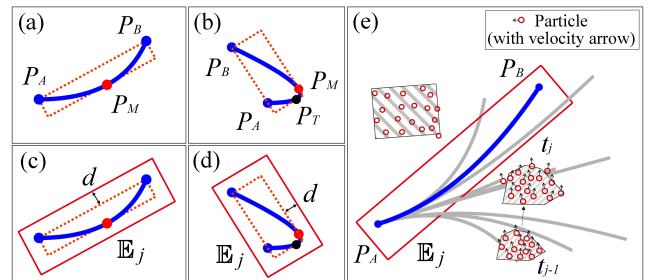 (a)
P_B
P_A
P_M
(b)
P_B
P_M
P_A
P_T
(c)
d
𝔼_j
(d)
d
𝔼_j
(e)
Particle
(with velocity arrow)
P_B
t_j
P_A
𝔼_j
t_{j-1}